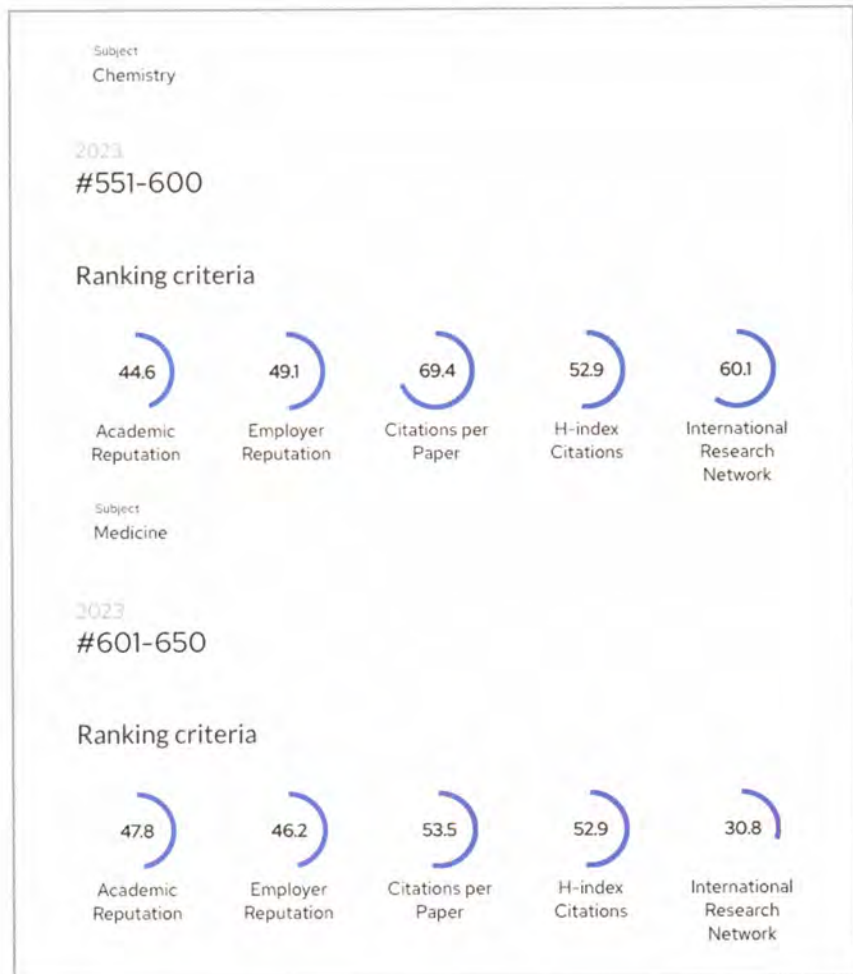 Subject
Chemistry
2023
#551-600
Ranking criteria
44.6
49.1
69.4
52.9
60.1
Academic
Reputation
Employer
Reputation
Citations per
Paper
H-index
Citations
International
Research
Network
Subject
Medicine
2023
#601-650
Ranking criteria
47.8
46.2
53.5
52.9
30.8
Academic
Reputation
Employer
Reputation
Citations per
Paper
H-index
Citations
International
Research
Network